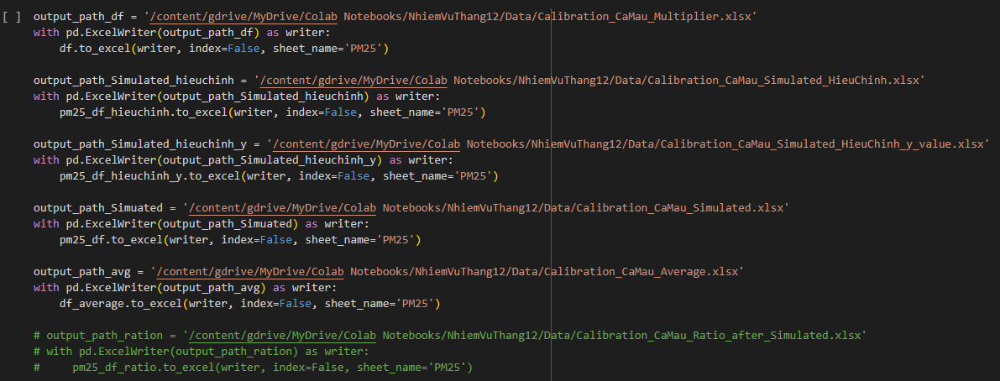 [ ] output_path_df = '/content/gdrive/MyDrive/Colab Notebooks/NhiemVuThang12/Data/Calibration_CaMau_Multiplier.xlsx'
with pd.ExcelWriter(output_path_df) as writer:
    df.to_excel(writer, index=False, sheet_name='PM25')

output_path_Simulated_hieuchinh = '/content/gdrive/MyDrive/Colab Notebooks/NhiemVuThang12/Data/Calibration_CaMau_Simulated_HieuChinh.xlsx'
with pd.ExcelWriter(output_path_Simulated_hieuchinh) as writer:
    pm25_df_hieuchinh.to_excel(writer, index=False, sheet_name='PM25')

output_path_Simulated_hieuchinh_y = '/content/gdrive/MyDrive/Colab Notebooks/NhiemVuThang12/Data/Calibration_CaMau_Simulated_HieuChinh_y_value.xlsx'
with pd.ExcelWriter(output_path_Simulated_hieuchinh_y) as writer:
    pm25_df_hieuchinh_y.to_excel(writer, index=False, sheet_name='PM25')

output_path_Simuated = '/content/gdrive/MyDrive/Colab Notebooks/NhiemVuThang12/Data/Calibration_CaMau_Simulated.xlsx'
with pd.ExcelWriter(output_path_Simuated) as writer:
    pm25_df.to_excel(writer, index=False, sheet_name='PM25')

output_path_avg = '/content/gdrive/MyDrive/Colab Notebooks/NhiemVuThang12/Data/Calibration_CaMau_Average.xlsx'
with pd.ExcelWriter(output_path_avg) as writer:
    df_average.to_excel(writer, index=False, sheet_name='PM25')

# output_path_ration = '/content/gdrive/MyDrive/Colab Notebooks/NhiemVuThang12/Data/Calibration_CaMau_Ratio_after_Simulated.xlsx'
# with pd.ExcelWriter(output_path_ration) as writer:
#     pm25_df_ratio.to_excel(writer, index=False, sheet_name='PM25')